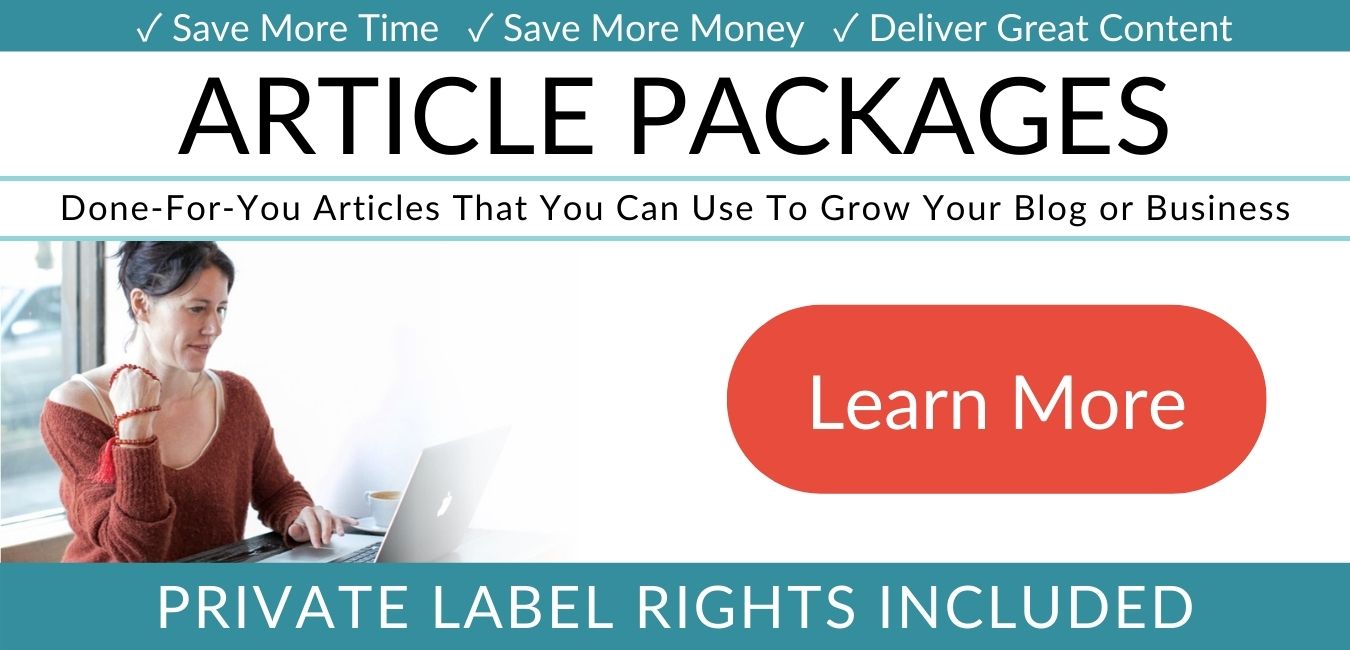 ✓ Save More Time ✓ Save More Money ✓ Deliver Great Content
ARTICLE PACKAGES
Done-For-You Articles That You Can Use To Grow Your Blog or Business
Learn More
PRIVATE LABEL RIGHTS INCLUDED